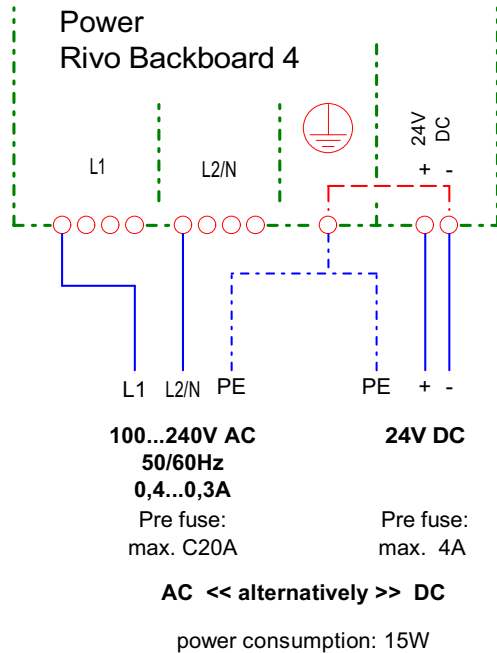 Power
Rivo Backboard 4
24V
DC
L1
L2/N
+ -
L1 L2/N PE
PE + -
100...240V AC
50/60Hz
0,4...0,3A
Pre fuse:
max. C20A
24V DC
Pre fuse:
max. 4A
AC << alternatively >> DC
power consumption: 15W